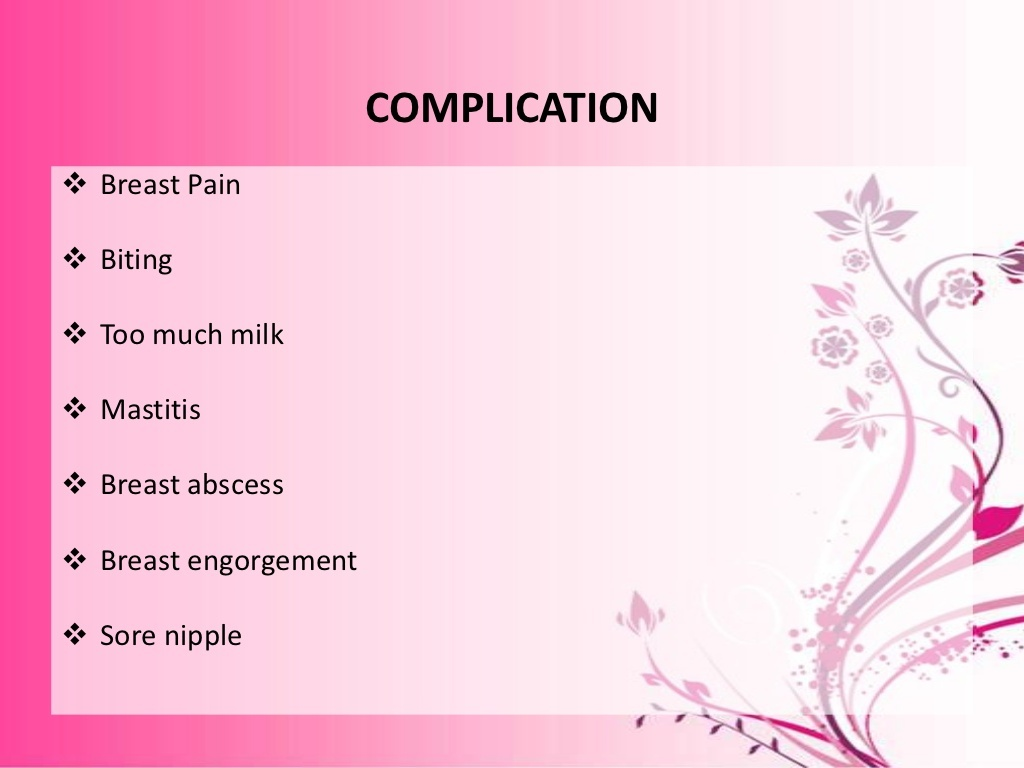 COMPLICATION
❖ Breast Pain
❖ Biting
❖ Too much milk
❖ Mastitis
❖ Breast abscess
❖ Breast engorgement
❖ Sore nipple